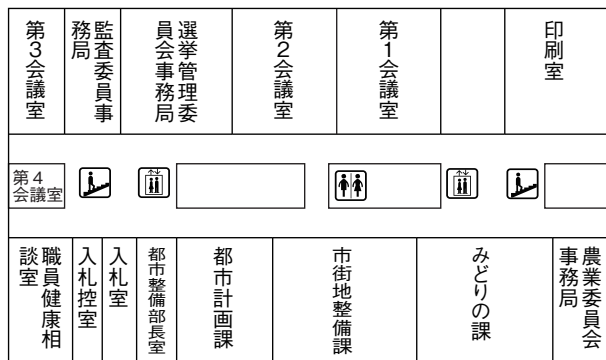 第3会議室
監査委員事
務局
選挙管理委
員会事務局
第2会議室
第1会議室
印刷室
第4
会議室
職員健康相
談室
入札控室
入札室
都市整備部長室
都市計画課
市街地整備課
みどりの課
農業委員会
事務局